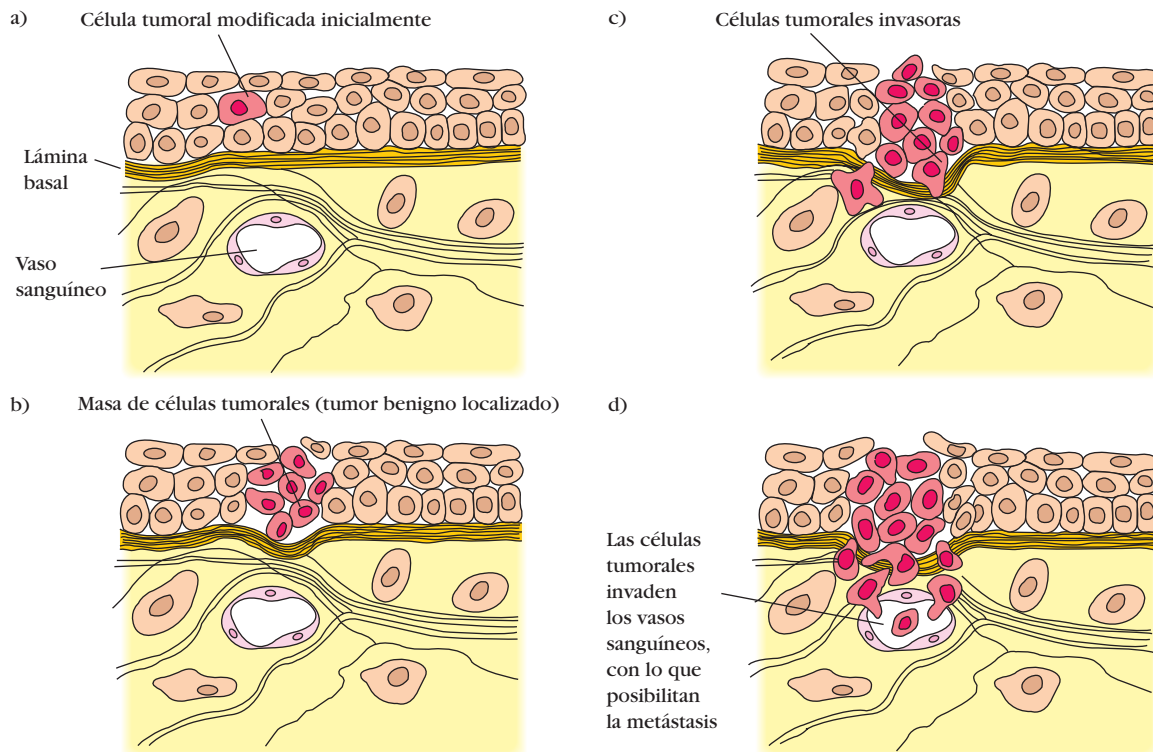 a)
Célula tumoral modificada inicialmente
Lámina
basal
Vaso
sanguíneo
b)
Masa de células tumorales (tumor benigno localizado)
c)
Células tumorales invasoras
d)
Las células
tumorales
invaden
los vasos
sanguíneos,
con lo que
posibilitan
la metástasis